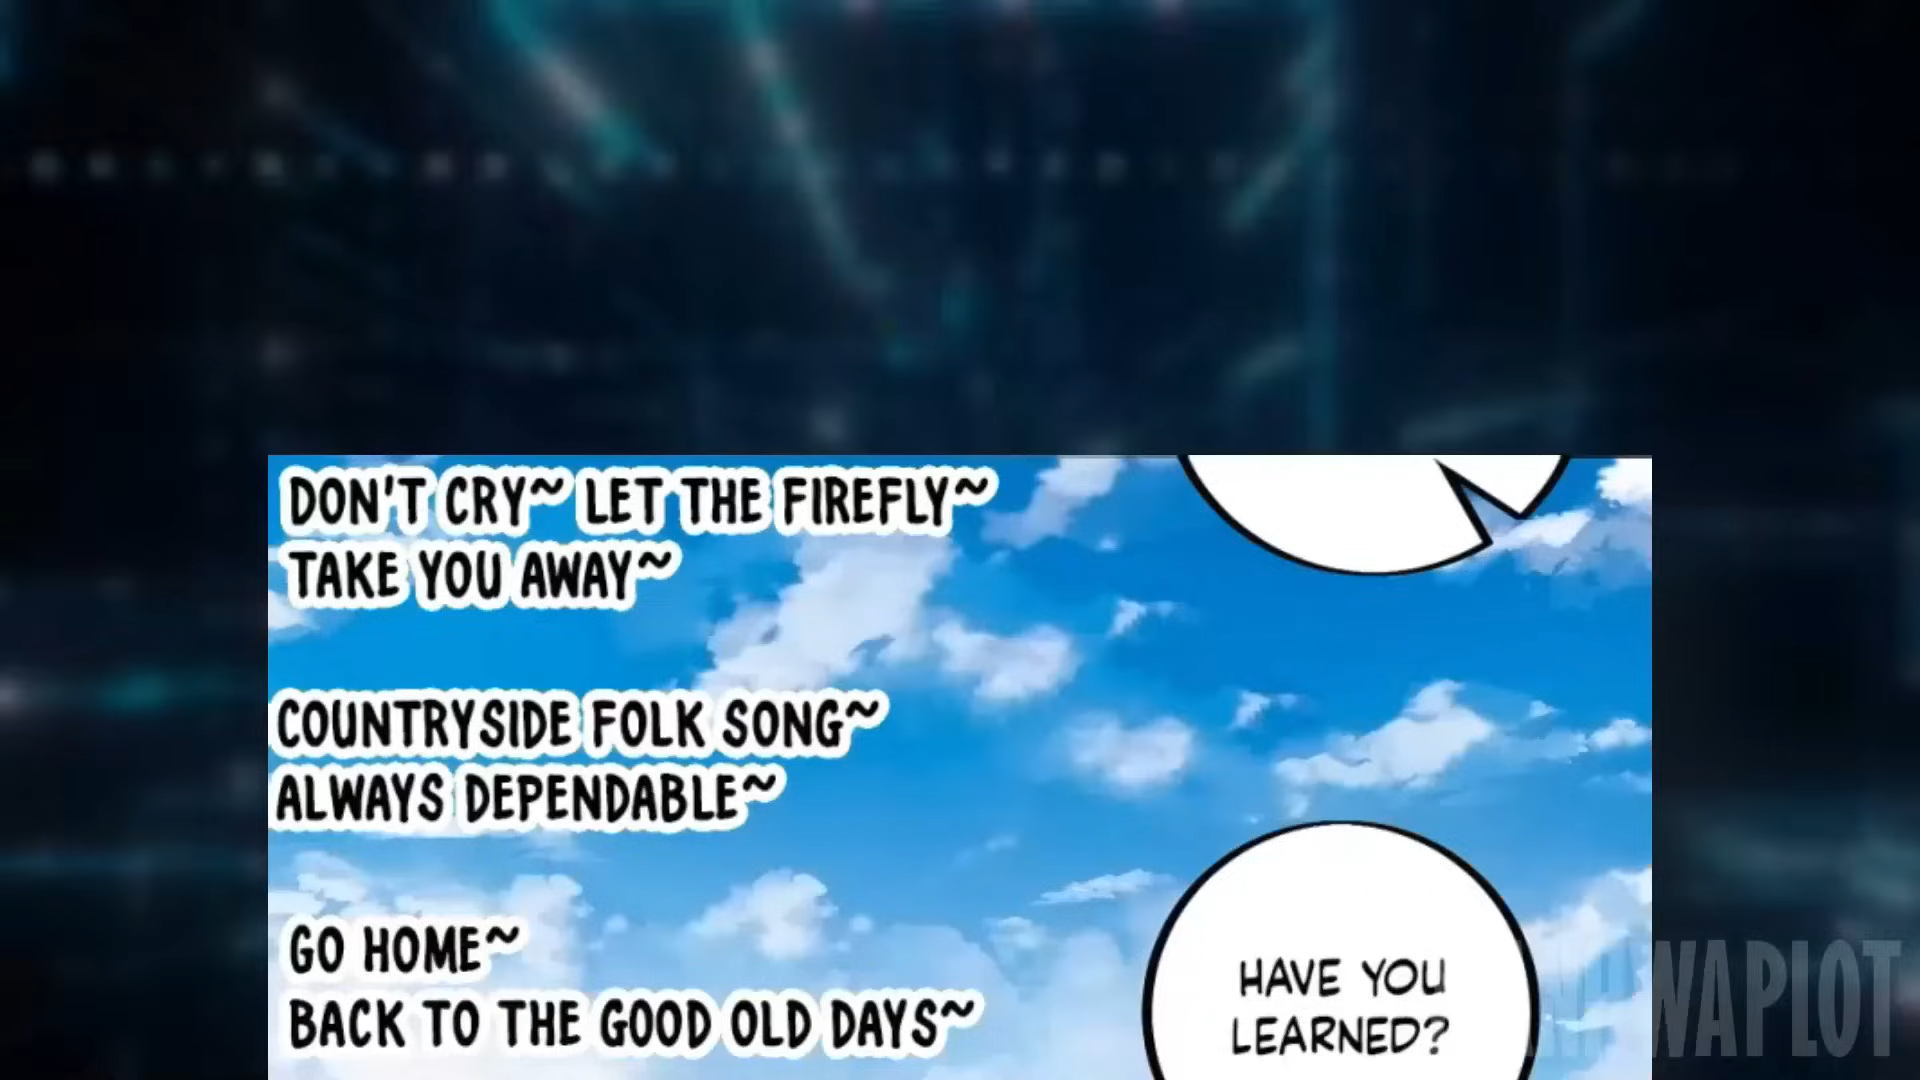 DON'T CRY~ LET THE FIREFLY~
TAKE YOU AWAY~
COUNTRYSIDE FOLK SONG~
ALWAYS DEPENDABLE~
GO HOME~
BACK TO THE GOOD OLD DAYS~
HAVE YOU
LEARNED?